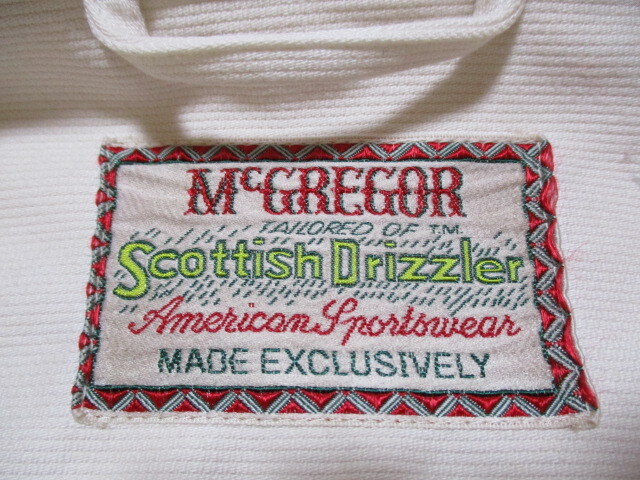 McGREGOR
TAILORED OF T.M.
Scottish Drizzler
American Sportswear
MADE EXCLUSIVELY